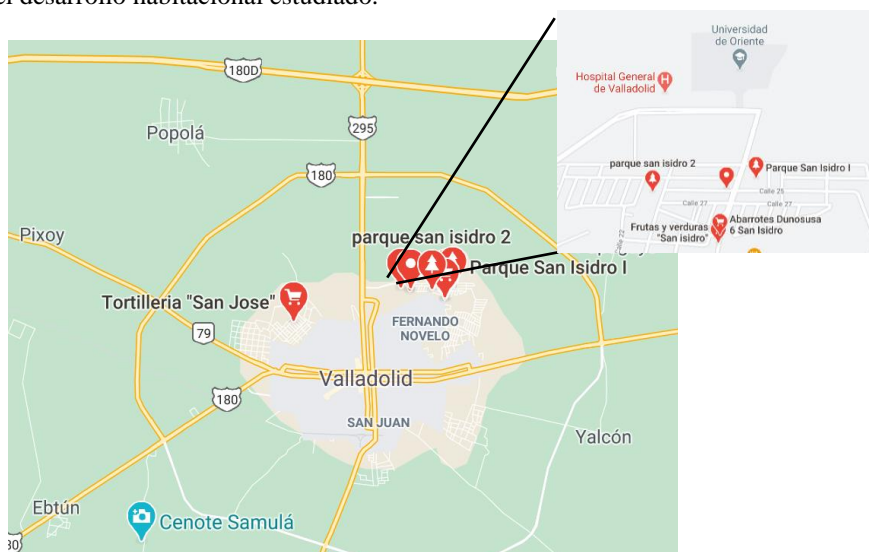 el desarrollo habitacional estudiado.
Universidad
de Oriente
Hospital General
de Valladolid
parque san isidro 2
Parque San Isidro I
Calle 25
Calle 27
Calle 27
Calle 22
Frutas y verduras
"San isidro"
Abarrotes Dunosusa
6 San Isidro
180D
Popolá
295
180
Pixoy
parque san isidro 2
Parque San Isidro I
Tortilleria "San Jose"
79
FERNANDO
NOVELO
Valladolid
180
SAN JUAN
Yalcón
Ebtún
Cenote Samulá